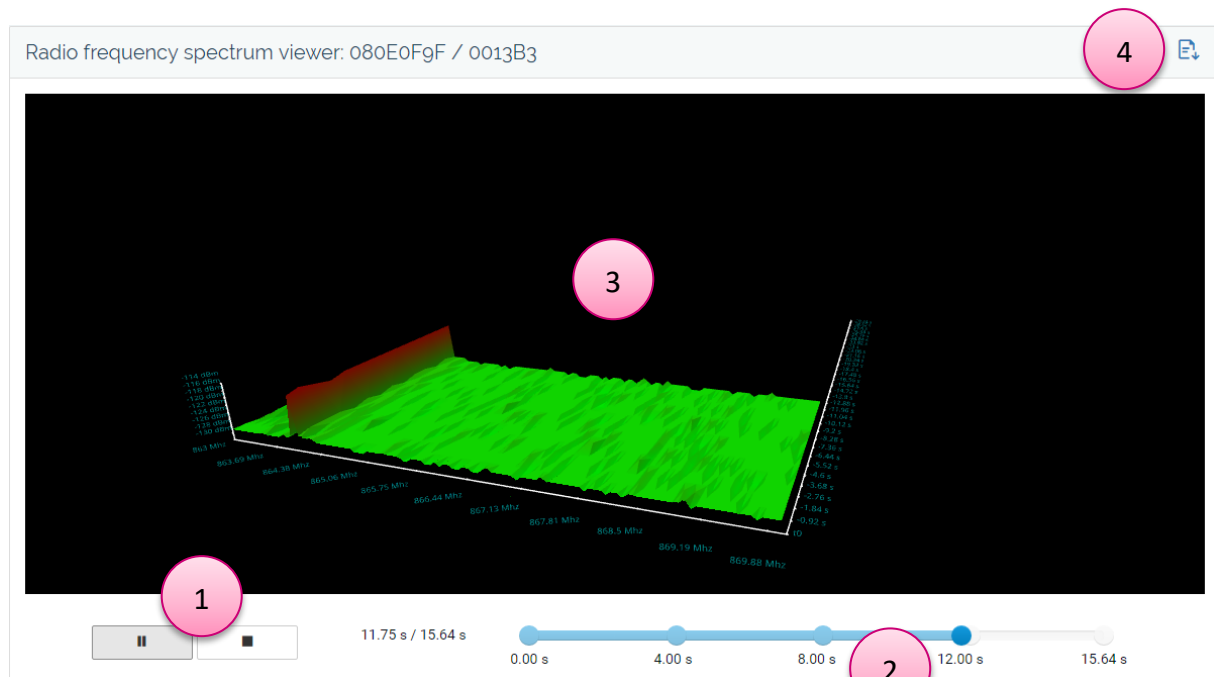 Radio frequency spectrum viewer: 080E0F9F / 0013B3
4
3
-114 dBm
-116 dBm
-118 dBm
-120 dBm
-122 dBm
-124 dBm
-126 dBm
-128 dBm
-130 dBm
863 Mhz
863.69 Mhz
864.38 Mhz
865.06 Mhz
865.75 Mhz
866.44 Mhz
867.13 Mhz
867.81 Mhz
868.5 Mhz
869.19 Mhz
869.88 Mhz
-12.88 s
-11.96 s
-11.04 s
-10.12 s
-9.2 s
-8.28 s
-7.36 s
-6.44 s
-5.52 s
-4.6 s
-3.68 s
-2.76 s
-1.84 s
-0.92 s
t0
1
11.75 s / 15.64 s
0.00 s
4.00 s
8.00 s
2
12.00 s
15.64 s